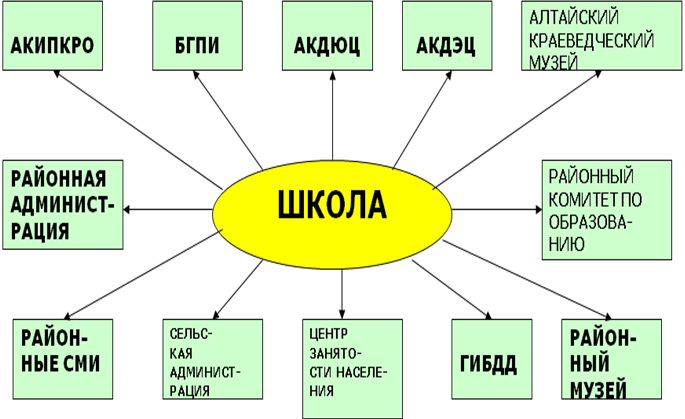 АКИПКРО
БГПИ
АКДЮЦ
АКДЭЦ
АЛТАЙСКИЙ
КРАЕВЕДЧЕСКИЙ
МУЗЕЙ
РАЙОННАЯ
АДМИНИСТ-
РАЦИЯ
ШКОЛА
РАЙОННЫЙ
КОМИТЕТ ПО
ОБРАЗОВА-
НИЮ
РАЙОН-
НЫЕ СМИ
СЕЛЬС-
КАЯ
АДМИНИСТ-
РАЦИЯ
ЦЕНТР
ЗАНЯТО-
СТИ НАСЕЛЕ-
НИЯ
ГИБДД
РАЙОН-
НЫЙ
МУЗЕЙ